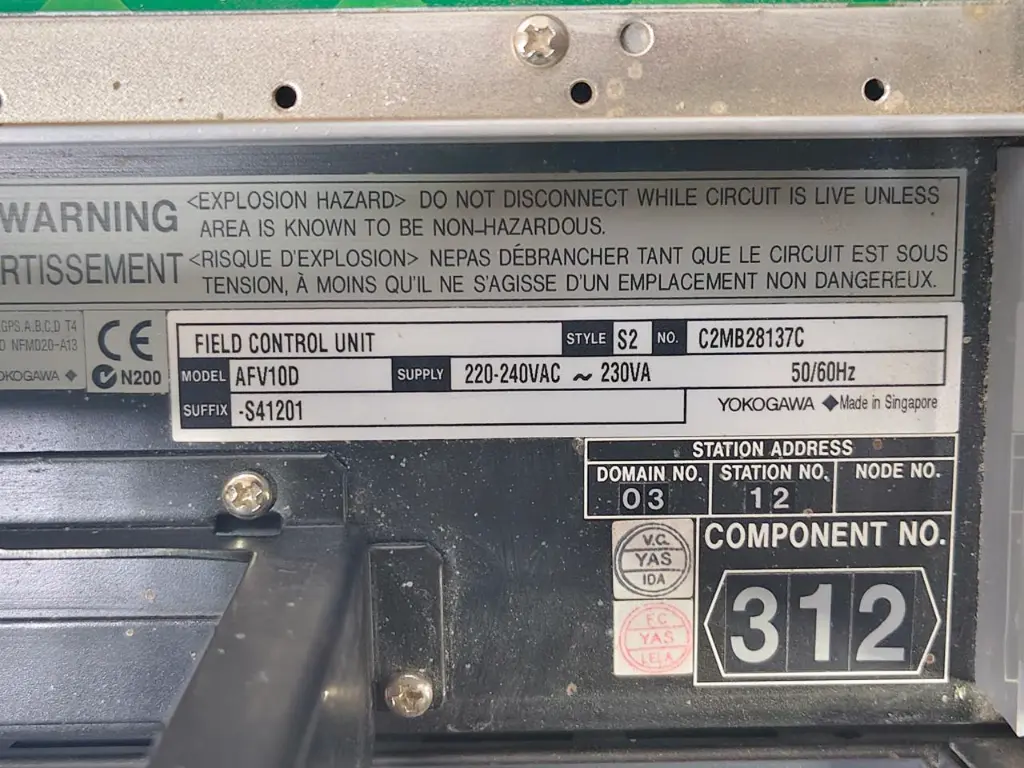 WARNING <EXPLOSION HAZARD> DO NOT DISCONNECT WHILE CIRCUIT IS LIVE UNLESS
AREA IS KNOWN TO BE NON-HAZARDOUS.
RTISSEMENT <RISQUE D'EXPLOSION> NEPAS DÉBRANCHER TANT QUE LE CIRCUIT EST SOUS
TENSION, À MOINS QU'IL NE S'AGISSE D'UN EMPLACEMENT NON DANGEREUX.
GPS A.B.C.D T4
NFMD20-A13
OKOGAWA
CE
N200
FIELD CONTROL UNIT STYLE S2 NO. C2MB28137C
MODEL AFV10D SUPPLY 220-240VAC ~ 230VA 50/60Hz
SUFFIX -S41201
YOKOGAWA Made in Singapore
STATION ADDRESS
DOMAIN NO. STATION NO. NODE NO.
03 12
COMPONENT NO.
312
V.C.
YAS
IDA
F.C
YAS
LELA